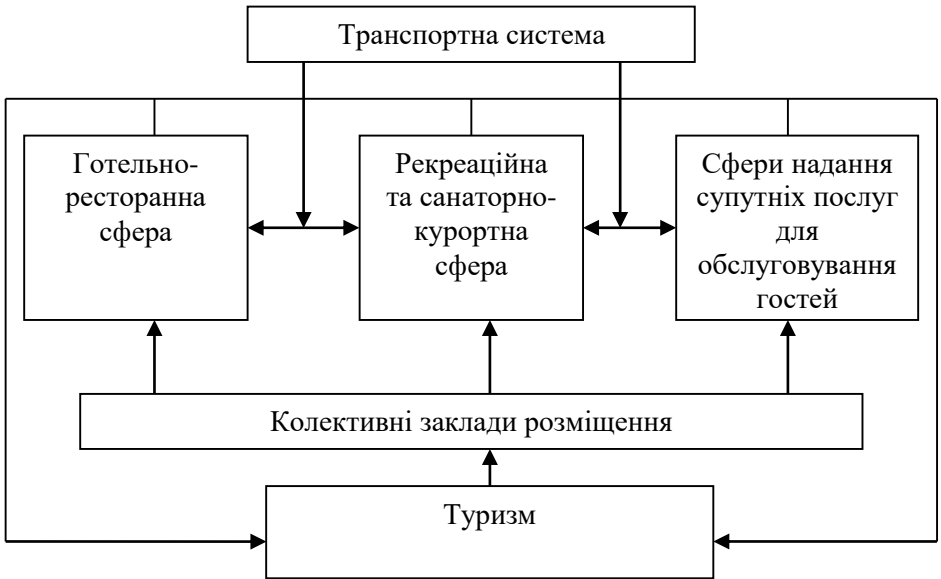 Транспортна система
Готельно-
ресторанна
сфера
Рекреаційна
та санаторно-
курортна
сфера
Сфери надання
супутніх послуг
для
обслуговування
гостей
Колективні заклади розміщення
Туризм